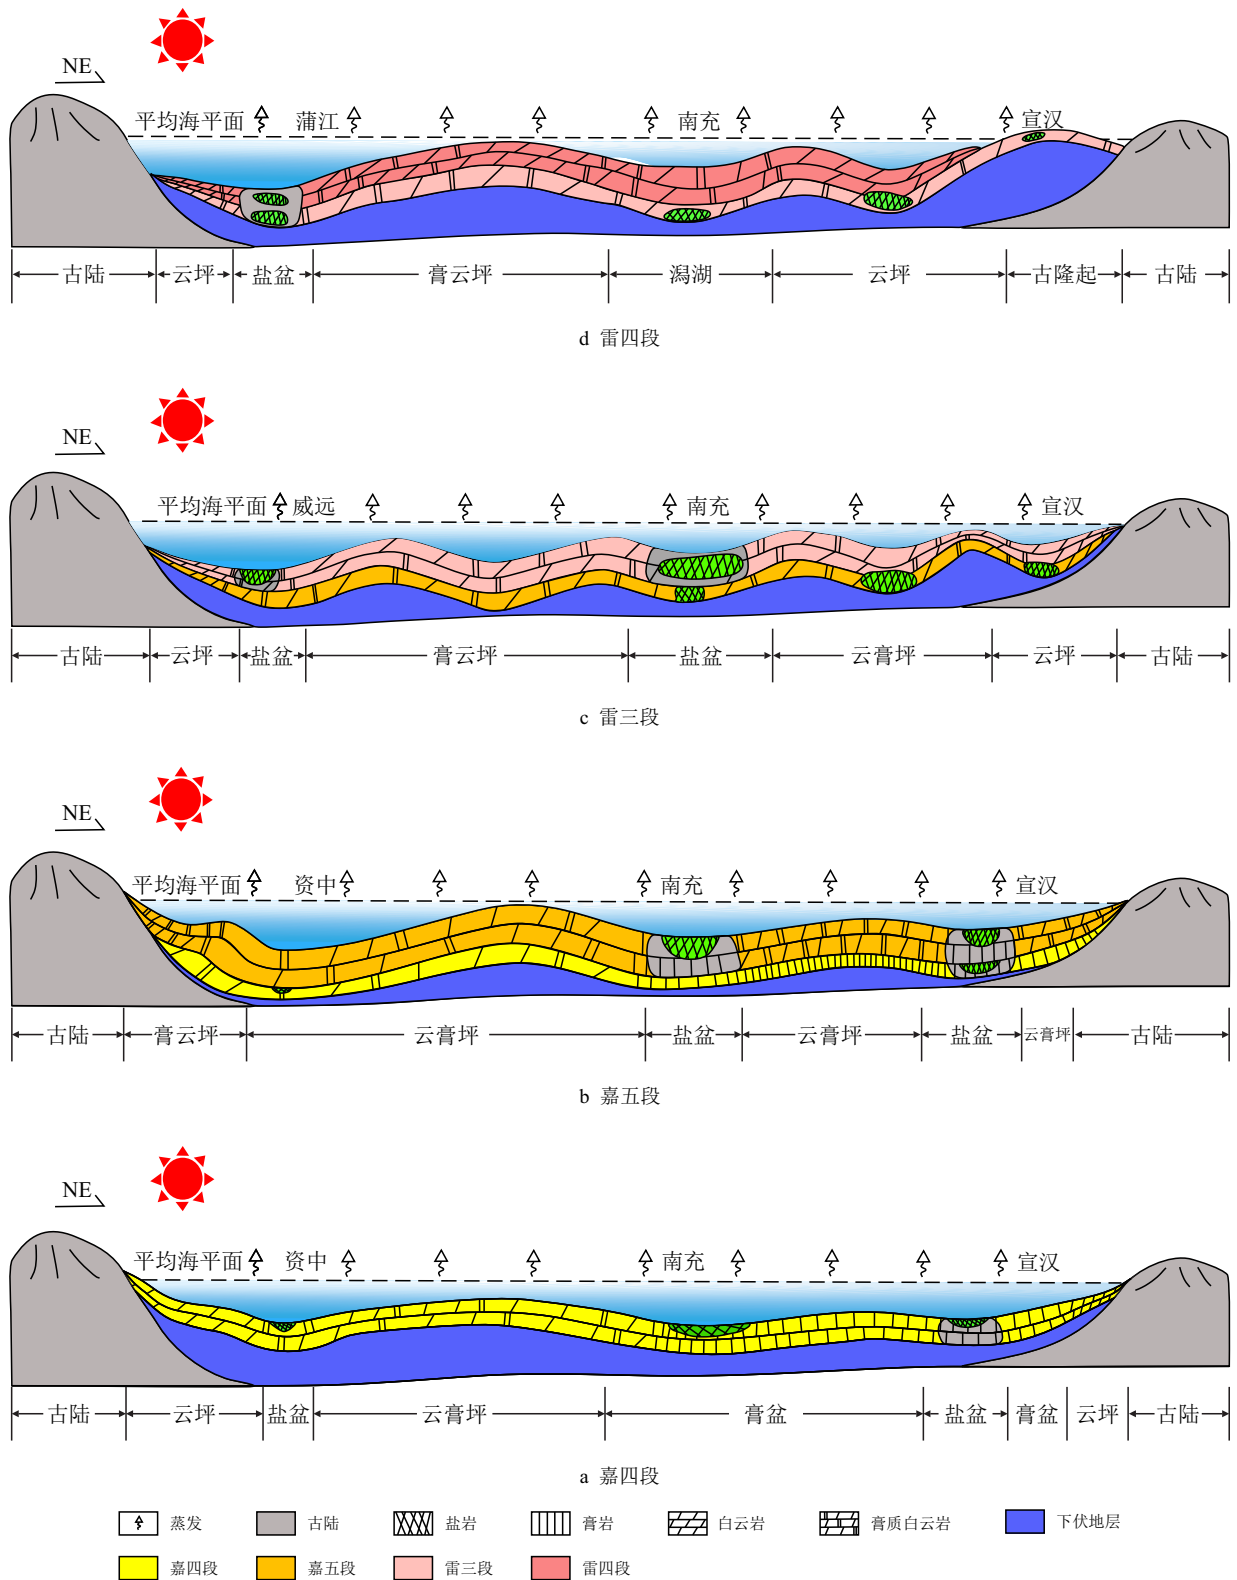 NE
平均海平面 蒲江 南充 宣汉
古陆 云坪 盐盆 膏云坪 潟湖 云坪 古隆起 古陆
d 雷四段
NE
平均海平面 威远 南充 宣汉
古陆 云坪 盐盆 膏云坪 盐盆 云膏坪 云坪 古陆
c 雷三段
NE
平均海平面 资中 南充 宣汉
古陆 膏云坪 云膏坪 盐盆 云膏坪 盐盆 云膏坪 古陆
b 嘉五段
NE
平均海平面 资中 南充 宣汉
古陆 云坪 盐盆 云膏坪 膏盆 盐盆 膏盆 云坪 古陆
a 嘉四段
蒸发 古陆 盐岩 膏岩 白云岩 膏质白云岩 下伏地层
嘉四段 嘉五段 雷三段 雷四段